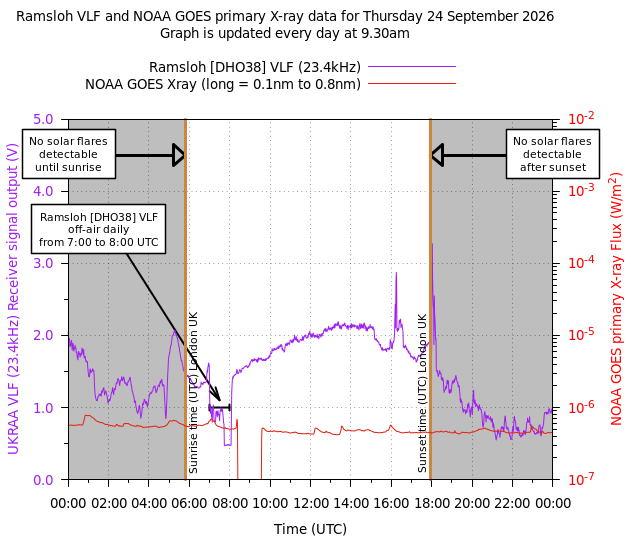 Ramsloh VLF and NOAA GOES primary X-ray data for Thursday 24 September 2026
Graph is updated every day at 9.30am
Ramsloh [DHO38] VLF (23.4kHz)
NOAA GOES Xray (long = 0.1nm to 0.8nm)
5.0
4.0
3.0
2.0
1.0
0.0
UKRAA VLF (23.4kHz) Receiver signal output (V)
No solar flares
detectable
until sunrise
Ramsloh [DHO38] VLF
off-air daily
from 7:00 to 8:00 UTC
Sunrise time (UTC) London UK
Sunset time (UTC) London UK
No solar flares
detectable
after sunset
10-2
10-3
10-4
10-5
10-6
10-7
NOAA GOES primary X-ray Flux (W/m2)
00:00 02:00 04:00 06:00 08:00 10:00 12:00 14:00 16:00 18:00 20:00 22:00 00:00
Time (UTC)